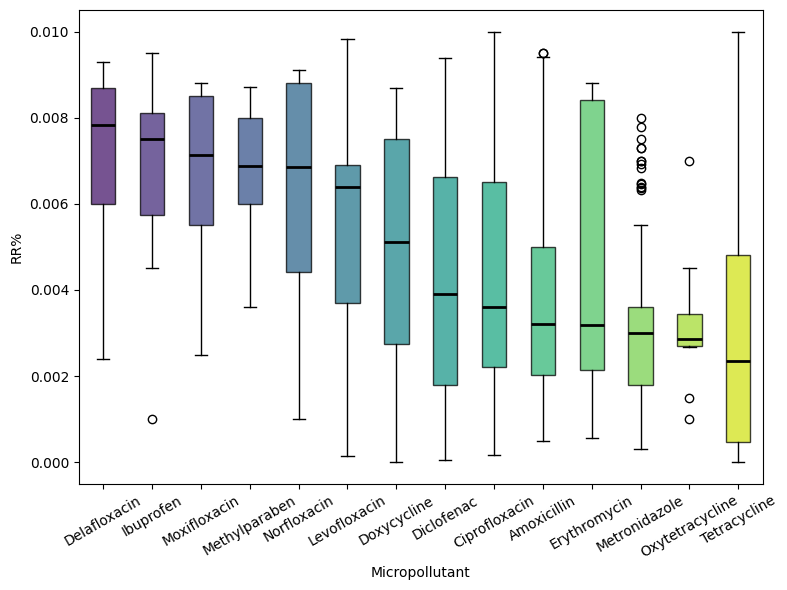 RR%
0.010
0.008
0.006
0.004
0.002
0.000
Delafloxacin
Ibuprofen
Moxifloxacin
Methylparaben
Norfloxacin
Levofloxacin
Doxycycline
Diclofenac
Ciprofloxacin
Amoxicillin
Erythromycin
Metronidazole
Oxytetracycline
Tetracycline
Micropollutant